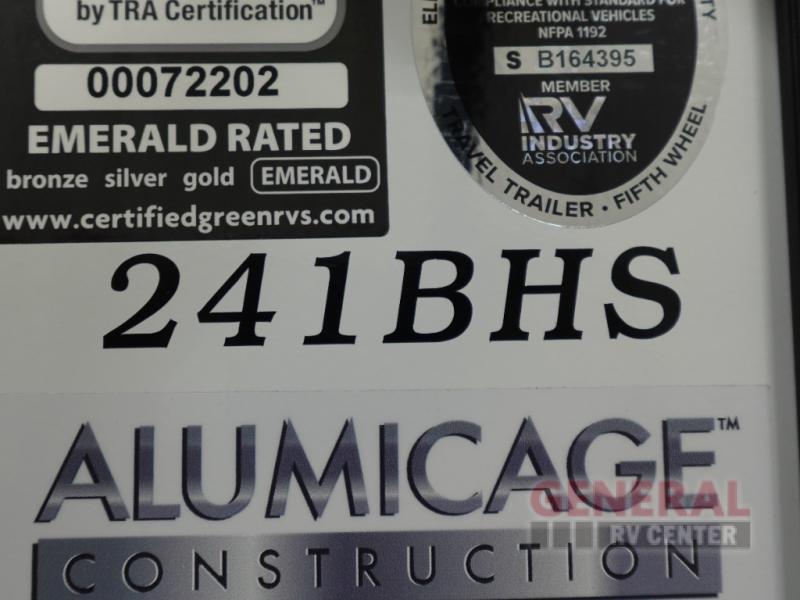 by TRA Certification™
00072202
EMERALD RATED
bronze silver gold EMERALD
www.certifiedgreenrvs.com
COMPLIANCE WITH STANDARD FOR
RECREATIONAL VEHICLES
NFPA 1192
S B164395
MEMBER
RV
INDUSTRY
ASSOCIATION
TRAVEL TRAILER • FIFTH WHEEL
241BHS
ALUMICAGE™
CONSTRUCTION
GENERAL
RV CENTER